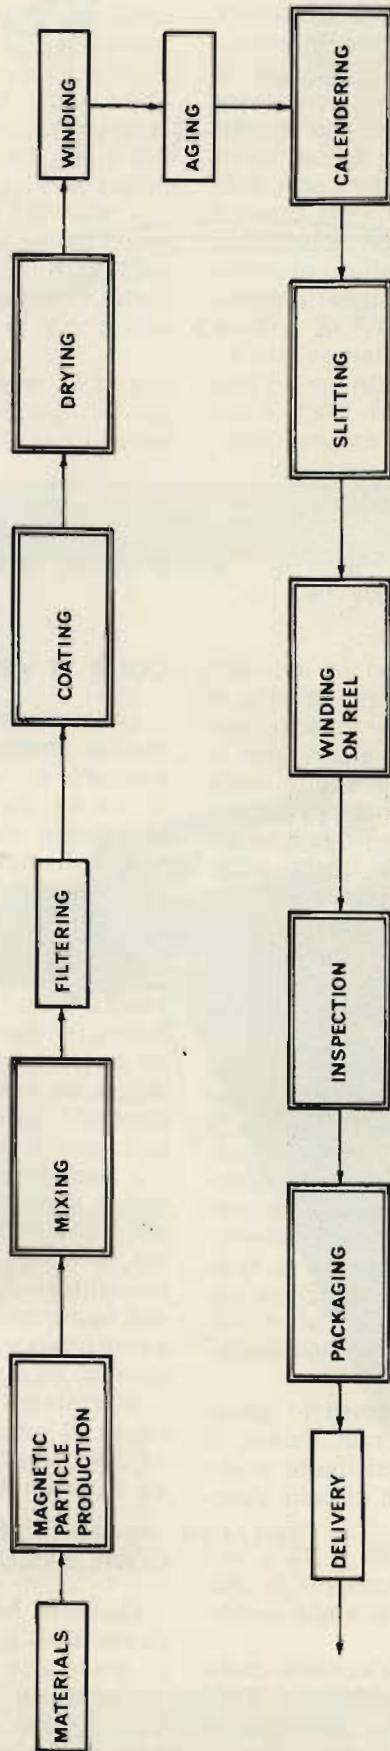 MATERIALS
MAGNETIC
PARTICLE
PRODUCTION
MIXING
FILTERING
COATING
DRYING
WINDING
AGING
CALENDERING
SLITTING
WINDING
ON REEL
INSPECTION
PACKAGING
DELIVERY